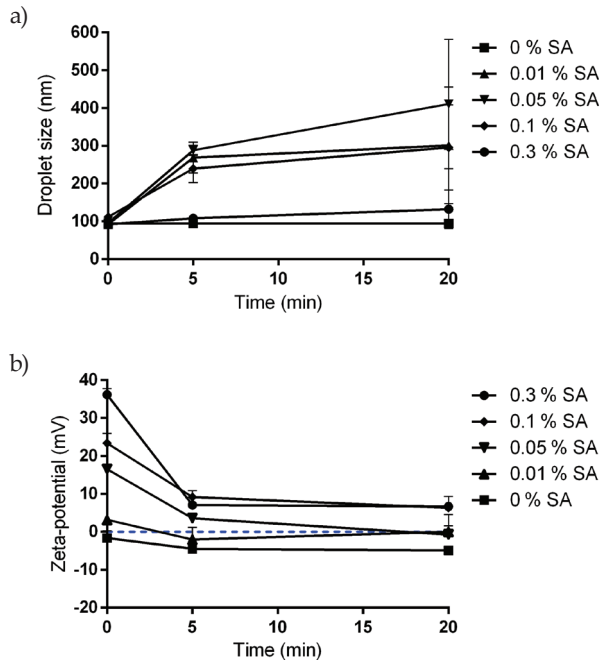 a)
600
500
400
300
200
100
0
Droplet size (nm)
0 5 10 15 20
Time (min)
0 % SA
0.01 % SA
0.05 % SA
0.1 % SA
0.3 % SA
b)
40
30
20
10
0
-10
-20
Zeta-potential (mV)
0 5 10 15 20
Time (min)
0.3 % SA
0.1 % SA
0.05 % SA
0.01 % SA
0 % SA